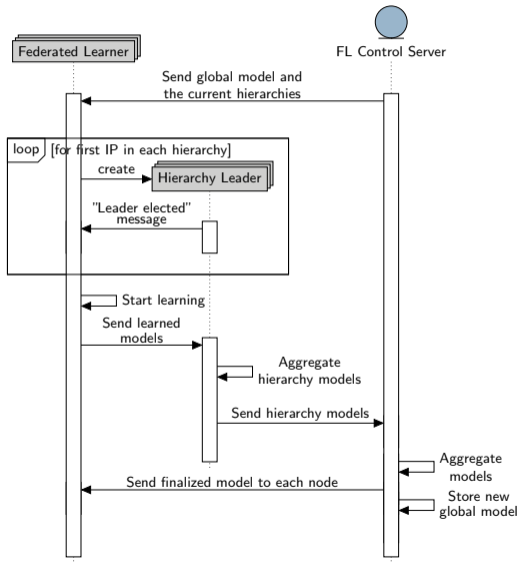 Federated Learner
FL Control Server
Send global model and
the current hierarchies
loop
[for first IP in each hierarchy]
create
Hierarchy Leader
"Leader elected"
message
Start learning
Send learned
models
Aggregate
hierarchy models
Send hierarchy models
Aggregate
models
Send finalized model to each node
Store new
global model